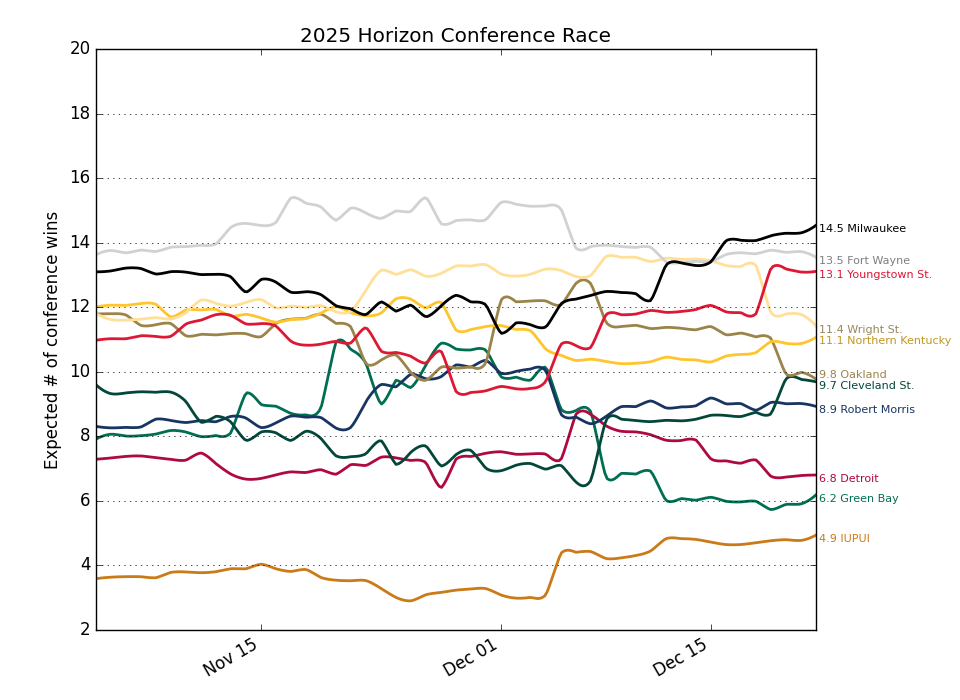 2025 Horizon Conference Race
Expected # of conference wins
20
18
16
14
12
10
8
6
4
2
Nov 15
Dec 01
Dec 15
14.5 Milwaukee
13.5 Fort Wayne
13.1 Youngstown St.
11.4 Wright St.
11.1 Northern Kentucky
9.8 Oakland
9.7 Cleveland St.
8.9 Robert Morris
6.8 Detroit
6.2 Green Bay
4.9 IUPUI